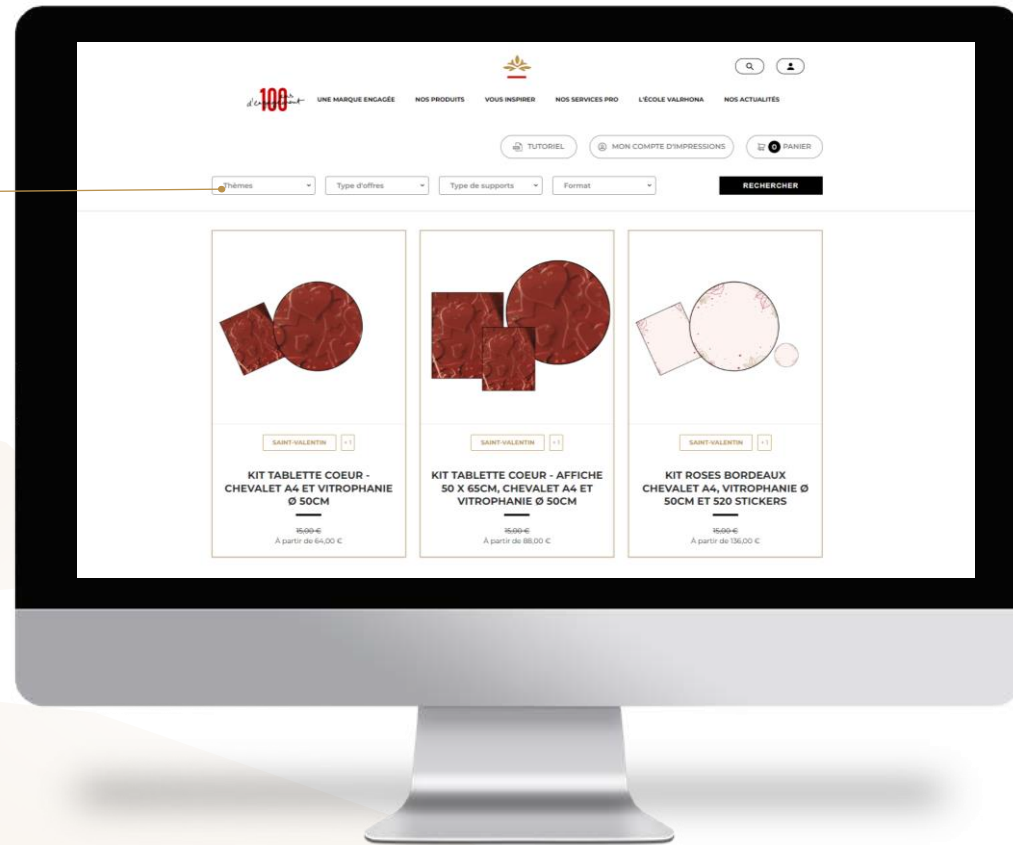 100 ans
d'engagement
UNE MARQUE ENGAGÉE NOS PRODUITS VOUS INSPIRER NOS SERVICES PRO L'ÉCOLE VALRHONA NOS ACTUALITÉS
TUTORIEL MON COMPTE D'IMPRESSIONS 0 PANIER
Thèmes Type d'offres Type de supports Format RECHERCHER
SAINT-VALENTIN +1
KIT TABLETTE COEUR -
CHEVALET A4 ET VITROPHANIE
Ø 50CM
15,00 €
À partir de 64,00 €
SAINT-VALENTIN +1
KIT TABLETTE COEUR - AFFICHE
50 X 65CM, CHEVALET A4 ET
VITROPHANIE Ø 50CM
15,00 €
À partir de 88,00 €
SAINT-VALENTIN +1
KIT ROSES BORDEAUX
CHEVALET A4, VITROPHANIE Ø
50CM ET 520 STICKERS
15,00 €
À partir de 136,00 €